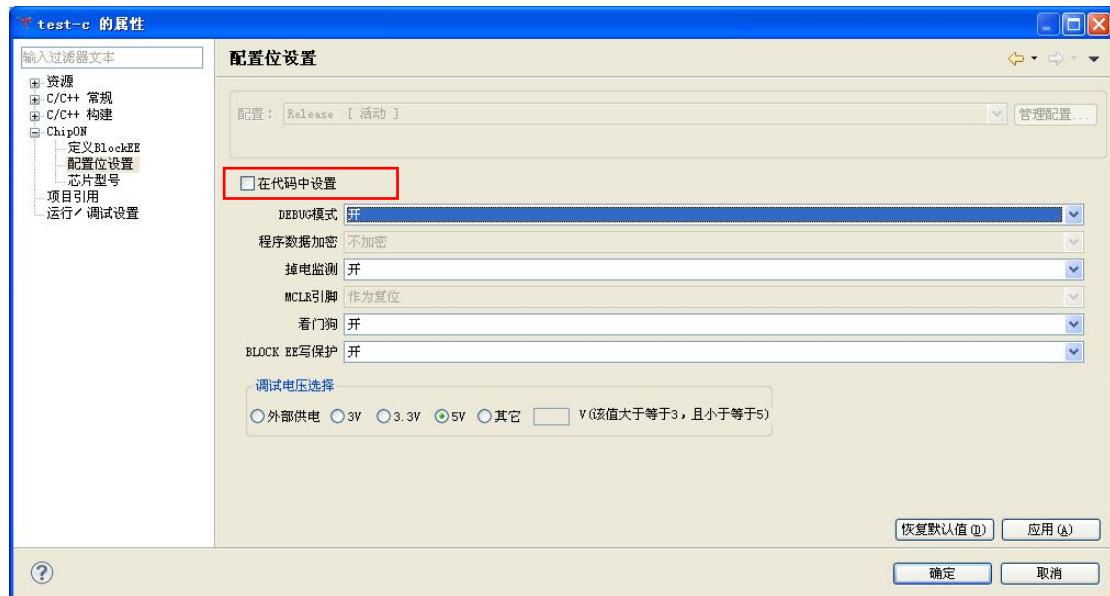 test-c 的属性
输入过滤器文本
资源
C/C++ 常规
C/C++ 构建
ChipON
定义BlockEE
配置位设置
芯片型号
项目引用
运行/调试设置
配置位设置
配置： Release [ 活动 ] 管理配置...
在代码中设置
DEBUG模式 开
程序数据加密 不加密
掉电监测 开
MCLR引脚 作为复位
看门狗 开
BLOCK EE写保护 开
调试电压选择
外部供电 3V 3.3V 5V 其它 V(该值大于等于3，且小于等于5)
恢复默认值(D) 应用(A)
? 确定 取消